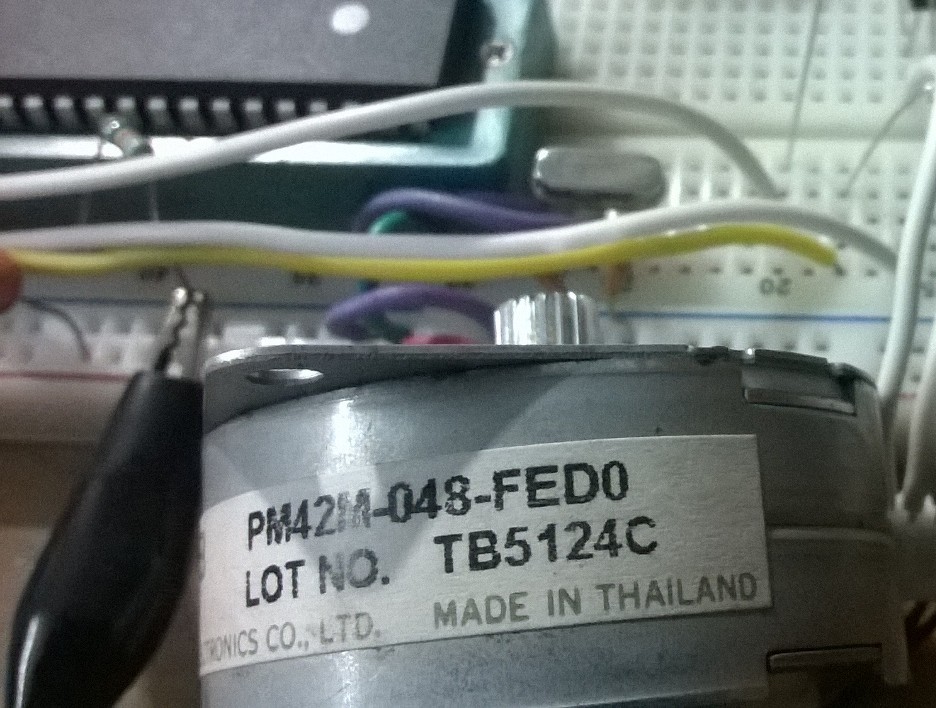 20
PM42M-048-FED0
LOT NO. TB5124C
TRONICS CO., LTD. MADE IN THAILAND